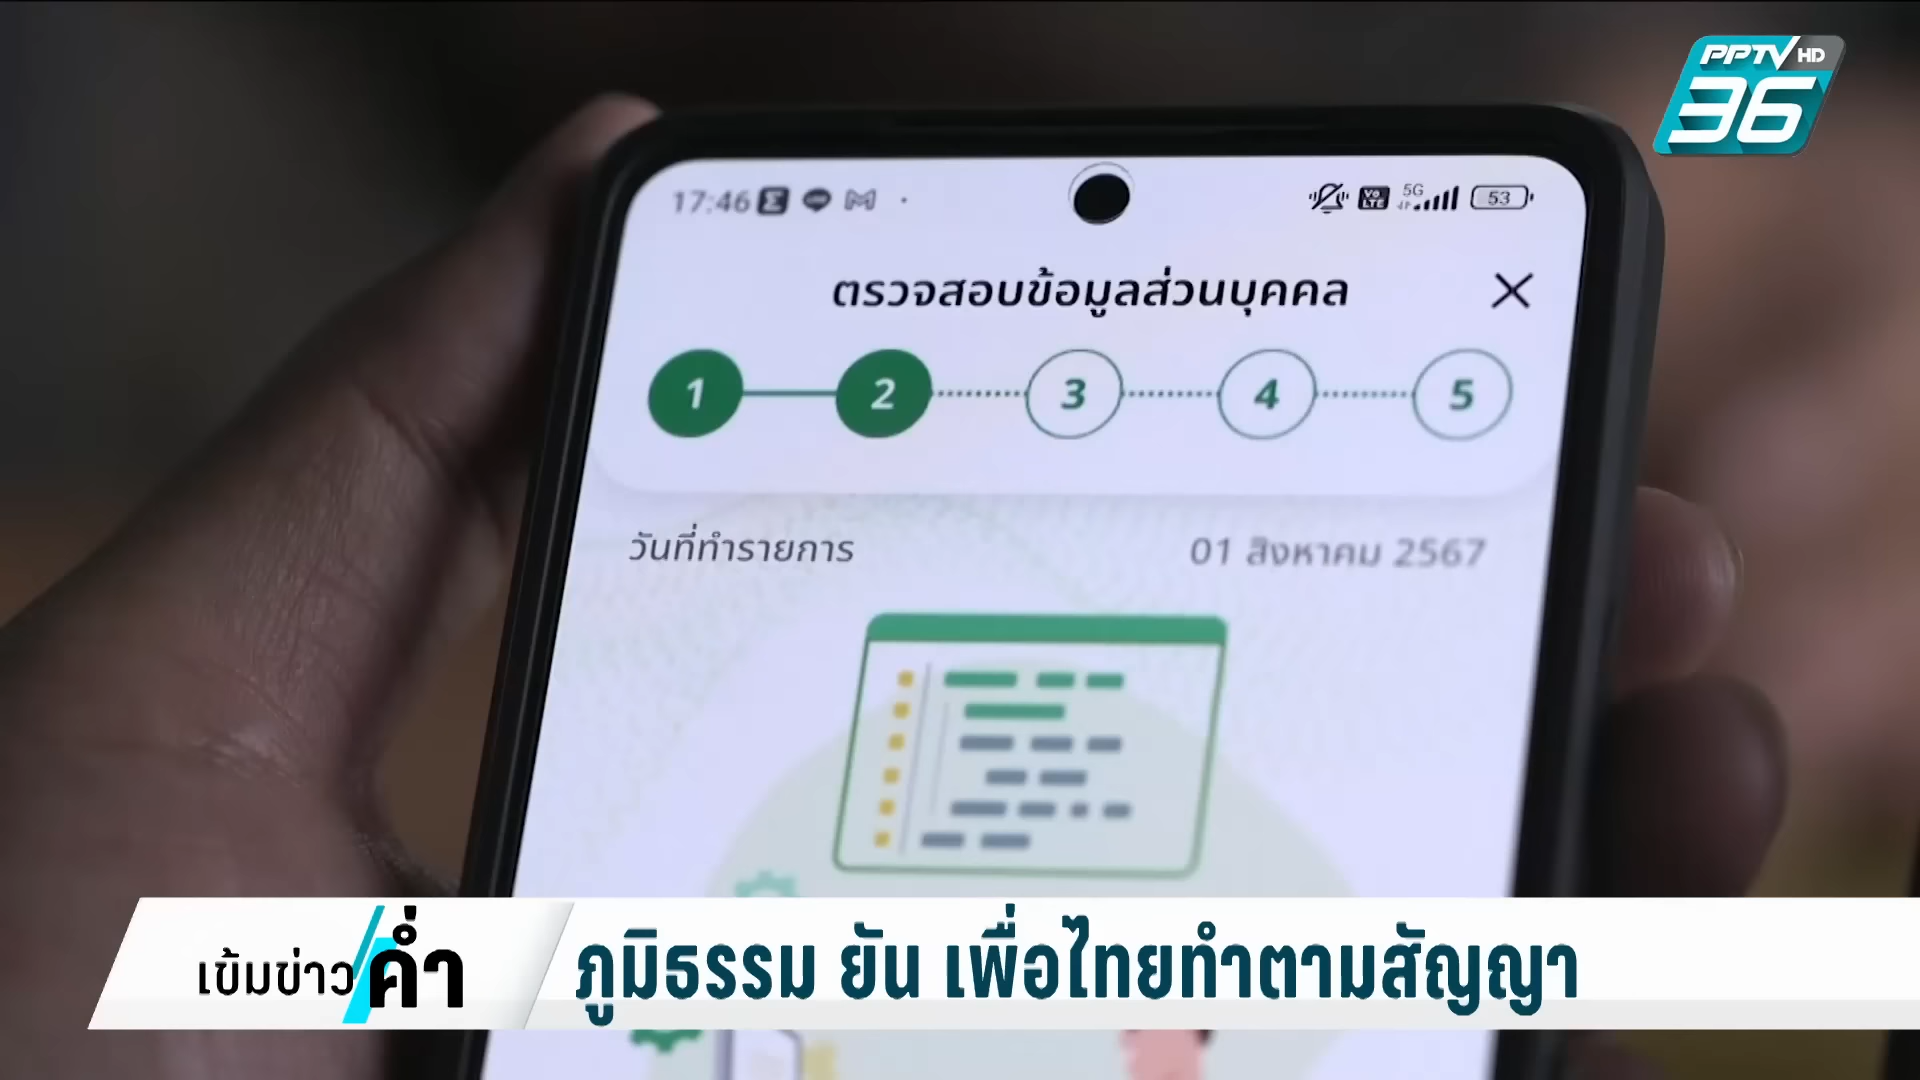 PPTV HD
36
17:46
VoLTE 5G 53
ตรวจสอบข้อมูลส่วนบุคคล
1 2 3 4 5
วันที่ทำรายการ 01 สิงหาคม 2567
เข้มข่าวค่ำ
ภูมิธรรม ยัน เพื่อไทยทำตามสัญญา